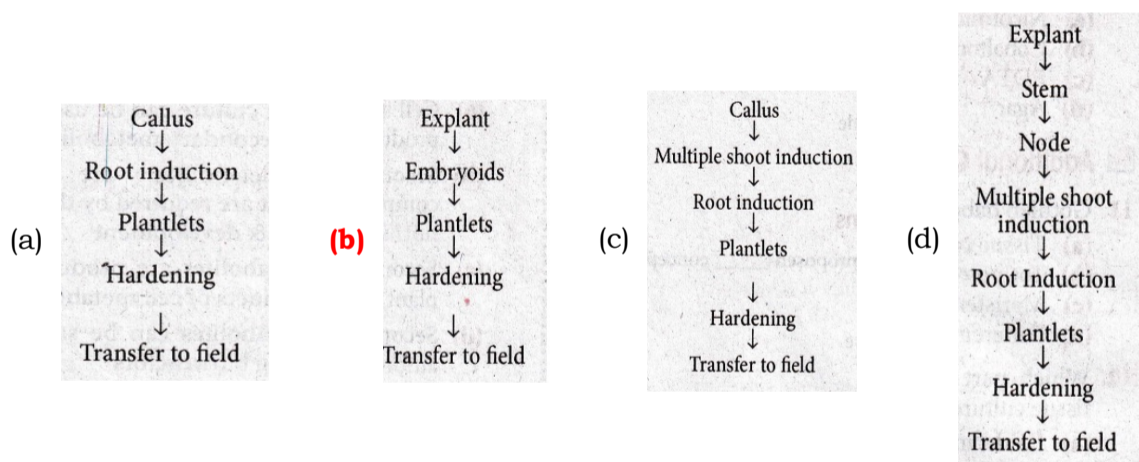 (a)
Callus
↓
Root induction
↓
Plantlets
↓
Hardening
↓
Transfer to field
(b)
Explant
↓
Embryoids
↓
Plantlets
↓
Hardening
↓
Transfer to field
(c)
Callus
↓
Multiple shoot induction
↓
Root induction
↓
Plantlets
↓
Hardening
↓
Transfer to field
(d)
Explant
↓
Stem
↓
Node
↓
Multiple shoot
induction
↓
Root Induction
↓
Plantlets
↓
Hardening
↓
Transfer to field